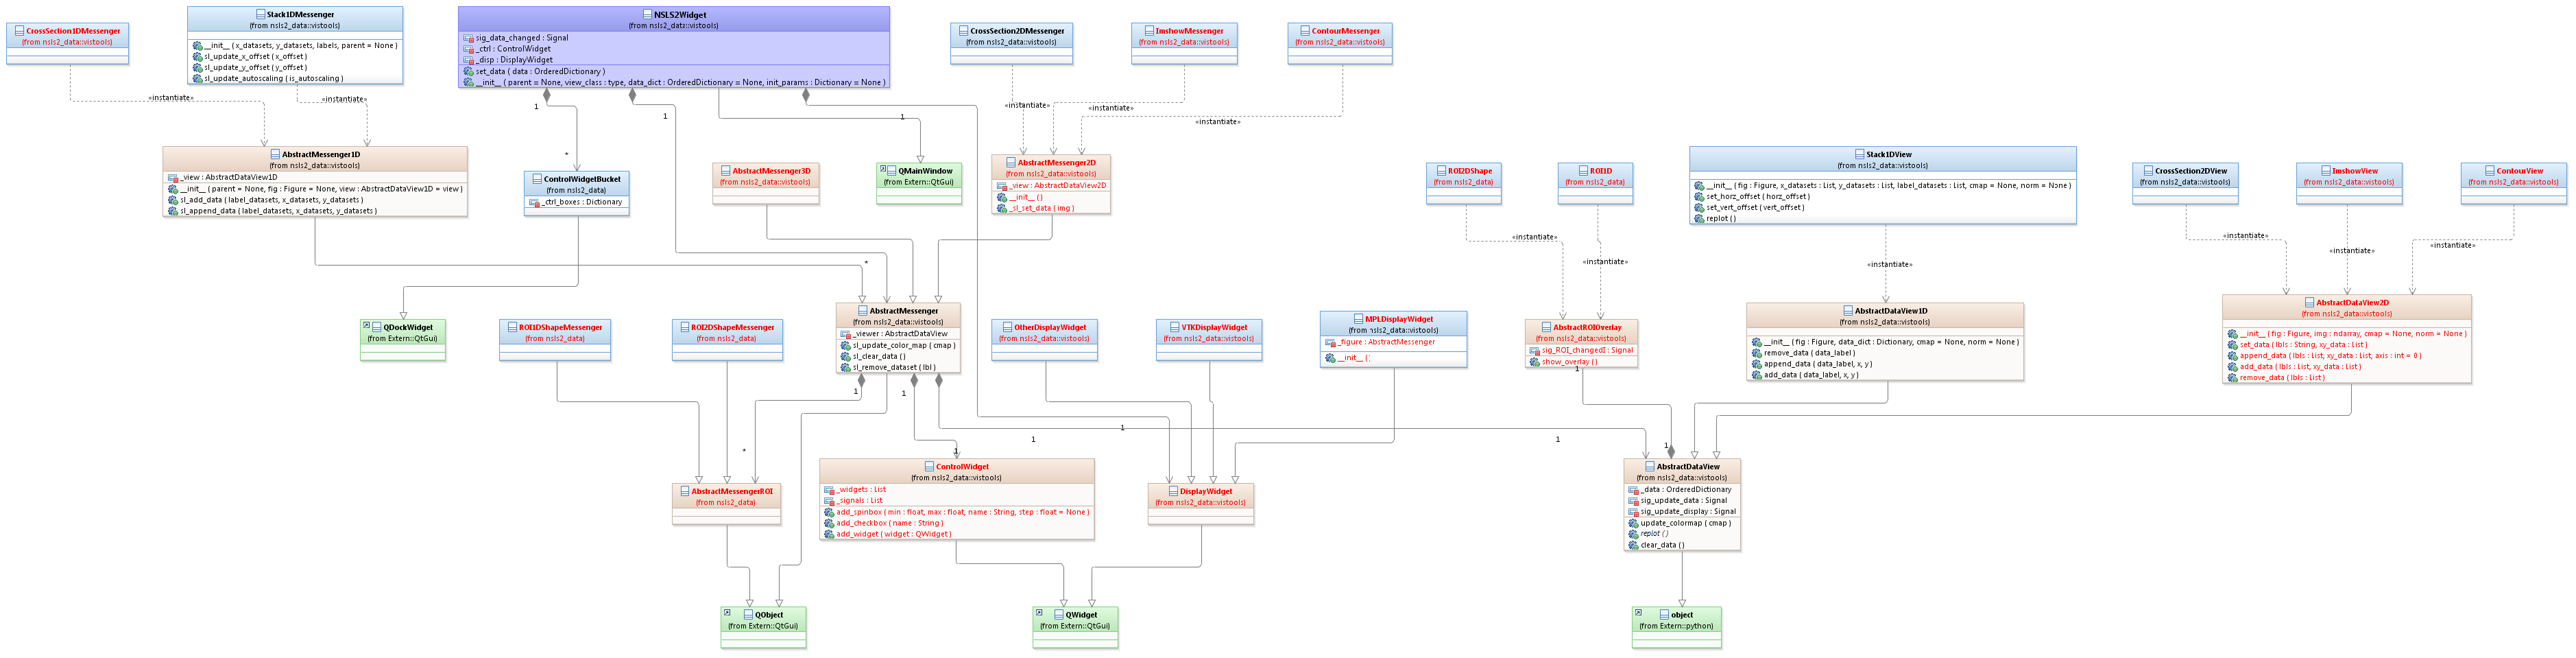 CrossSection1DMessenger
(from nsls2_data::vistools)
Stack1DMessenger
(from nsls2_data::vistools)
__init__ ( x_datasets, y_datasets, labels, parent = None )
sl_update_x_offset ( x_offset )
sl_update_y_offset ( y_offset )
sl_update_autoscaling ( is_autoscaling )
NSLS2Widget
(from nsls2_data::vistools)
sig_data_changed : Signal
_ctrl : ControlWidget
_disp : DisplayWidget
set_data ( data : OrderedDictionary )
__init__ ( parent = None, view_class : type, data_dict : OrderedDictionary = None, init_params : Dictionary = None )
CrossSection2DMessenger
(from nsls2_data::vistools)
ImshowMessenger
(from nsls2_data::vistools)
ContourMessenger
(from nsls2_data::vistools)
«instantiate»
«instantiate»
1
1
1
«instantiate»
«instantiate»
«instantiate»
AbstractMessenger1D
(from nsls2_data::vistools)
_view : AbstractDataView1D
__init__ ( parent = None, fig : Figure = None, view : AbstractDataView1D = view )
sl_add_data ( label_datasets, x_datasets, y_datasets )
sl_append_data ( label_datasets, x_datasets, y_datasets )
*
ControlWidgetBucket
(from nsls2_data)
_ctrl_boxes : Dictionary
AbstractMessenger3D
(from nsls2_data::vistools)
QMainWindow
(from Extern::QtGui)
AbstractMessenger2D
(from nsls2_data::vistools)
_view : AbstractDataView2D
__init__ ( )
_sl_set_data ( img )
ROI2DShape
(from nsls2_data)
ROI1D
(from nsls2_data)
Stack1DView
(from nsls2_data::vistools)
__init__ ( fig : Figure, x_datasets : List, y_datasets : List, label_datasets : List, cmap = None, norm = None )
set_horz_offset ( horz_offset )
set_vert_offset ( vert_offset )
replot ( )
CrossSection2DView
(from nsls2_data::vistools)
ImshowView
(from nsls2_data::vistools)
ContourView
(from nsls2_data::vistools)
«instantiate»
«instantiate»
«instantiate»
«instantiate»
«instantiate»
«instantiate»
*
QDockWidget
(from Extern::QtGui)
ROI1DShapeMessenger
(from nsls2_data)
ROI2DShapeMessenger
(from nsls2_data)
AbstractMessenger
(from nsls2_data::vistools)
_viewer : AbstractDataView
sl_update_color_map ( cmap )
sl_clear_data ( )
sl_remove_dataset ( lbl )
OtherDisplayWidget
(from nsls2_data::vistools)
VTKDisplayWidget
(from nsls2_data::vistools)
MPLDisplayWidget
(from nsls2_data::vistools)
_figure : AbstractMessenger
__init__ (
AbstractROIOverlay
(from nsls2_data::vistools)
sig_ROI_changed1 : Signal
show_overlay ( )
AbstractDataView1D
(from nsls2_data::vistools)
__init__ ( fig : Figure, data_dict : Dictionary, cmap = None, norm = None )
remove_data ( data_label )
append_data ( data_label, x, y )
add_data ( data_label, x, y )
AbstractDataView2D
(from nsls2_data::vistools)
__init__ ( fig : Figure, img : ndarray, cmap = None, norm = None )
set_data ( lbls : String, xy_data : List )
append_data ( lbls : List, xy_data : List, axis : int = 0 )
add_data ( lbls : List, xy_data : List )
remove_data ( lbls : List )
1
1
1
1
1
1
*
1
1
AbstractMessengerROI
(from nsls2_data)
ControlWidget
(from nsls2_data::vistools)
_widgets : List
_signals : List
add_spinbox ( min : float, max : float, name : String, step : float = None )
add_checkbox ( name : String )
add_widget ( widget : QWidget )
DisplayWidget
(from nsls2_data::vistools)
AbstractDataView
(from nsls2_data::vistools)
_data : OrderedDictionary
sig_update_data : Signal
sig_update_display : Signal
update_colormap ( cmap )
replot ( )
clear_data ( )
QObject
(from Extern::QtGui)
QWidget
(from Extern::QtGui)
object
(from Extern::python)